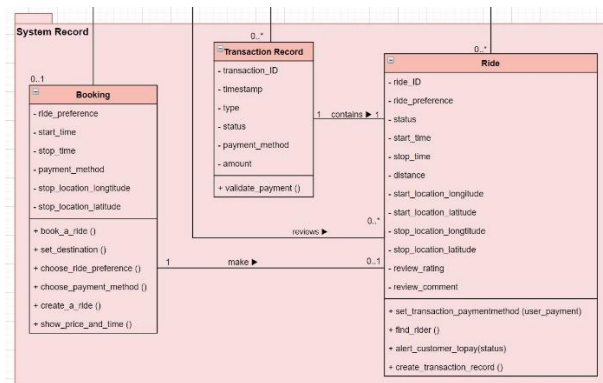 System Record
0..1
Booking
- ride_preference
- start_time
- stop_time
- payment_method
- stop_location_longtitude
- stop_location_latitude
+ book_a_ride ()
+ set_destination ()
+ choose_ride_preference ()
+ choose_payment_method ()
+ create_a_ride ()
+ show_price_and_time ()
0..*
Transaction Record
- transaction_ID
- timestamp
- type
- status
- payment_method
- amount
+ validate_payment ()
1 contains ▶ 1
reviews ▶
0..*
1 make ▶ 0..1
0..*
Ride
- ride_ID
- ride_preference
- status
- start_time
- stop_time
- distance
- start_location_longitude
- start_location_latitude
- stop_location_longtitude
- stop_location_latitude
- review_rating
- review_comment
+ set_transaction_paymentmethod (user_payment)
+ find_rider ()
+ alert_customer_topay(status)
+ create_transaction_record ()